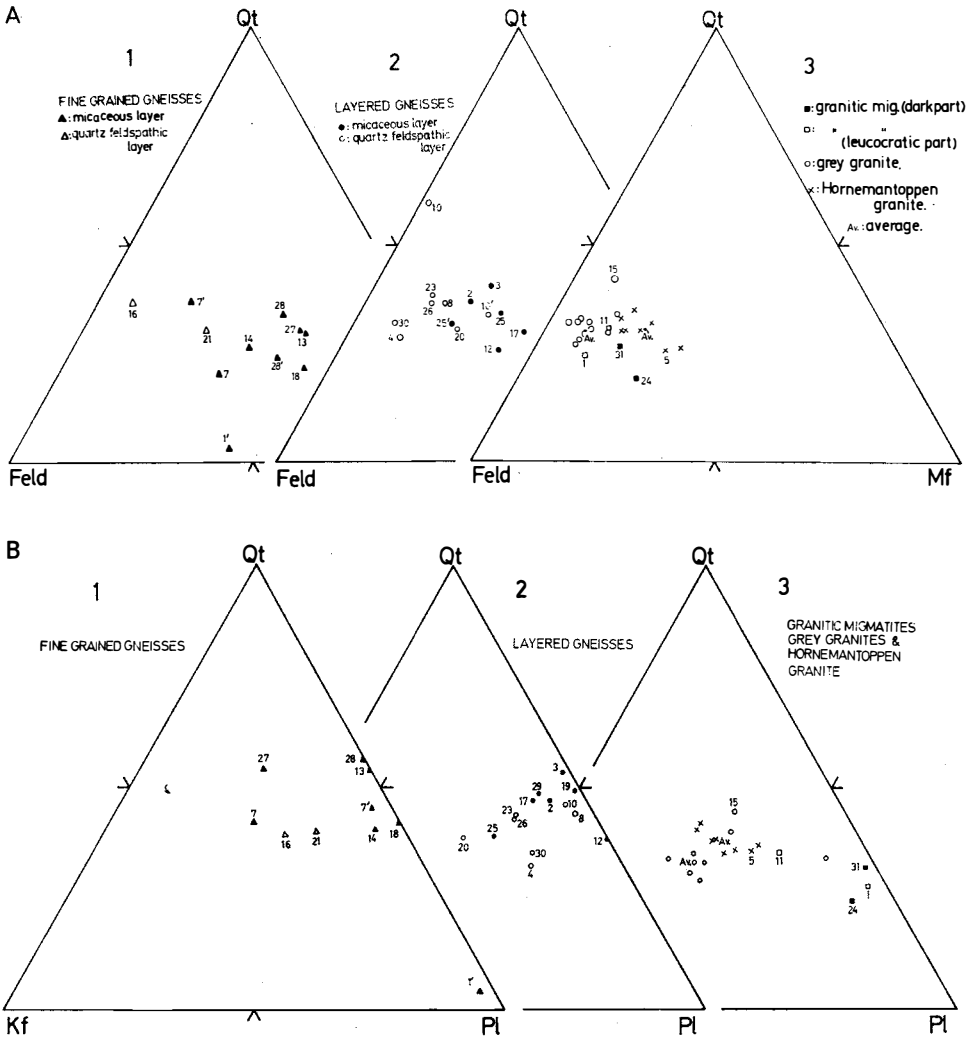 A
Qt
Qt
Qt
1
2
3
FINE GRAINED GNEISSES
▲: micaceous layer
△: quartz feldspathic
layer
LAYERED GNEISSES
●: micaceous layer
○: quartz feldspathic
layer
■: granitic mig. (dark part)
□: " "
(leucocratic part)
○: grey granite.
×: Hornemantoppen
granite.
Av.: average.
16
7'
21
14
7
28
27
13
28'
18
1'
10
23
26
8
30
4
25'
20
2
3
10'
25
12
17
15
11
Av.
Av.
1
31
5
24
Feld
Feld
Feld
Mf
B
Qt
Qt
Qt
1
2
3
FINE GRAINED GNEISSES
LAYERED GNEISSES
GRANITIC MIGMATITES
GREY GRANITES &
HORNEMANTOPPEN
GRANITE
27
28
13
7
7'
16
21
14
18
1'
3
29
19
17
2
10
8
23
26
25
20
30
4
12
15
Av.
Av.
5
11
31
1
24
Kf
Pl
Pl
Pl